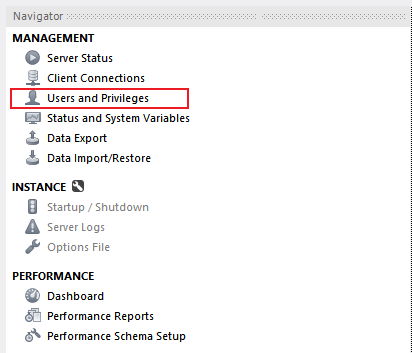 Navigator
MANAGEMENT
Server Status
Client Connections
Users and Privileges
Status and System Variables
Data Export
Data Import/Restore
INSTANCE
Startup / Shutdown
Server Logs
Options File
PERFORMANCE
Dashboard
Performance Reports
Performance Schema Setup